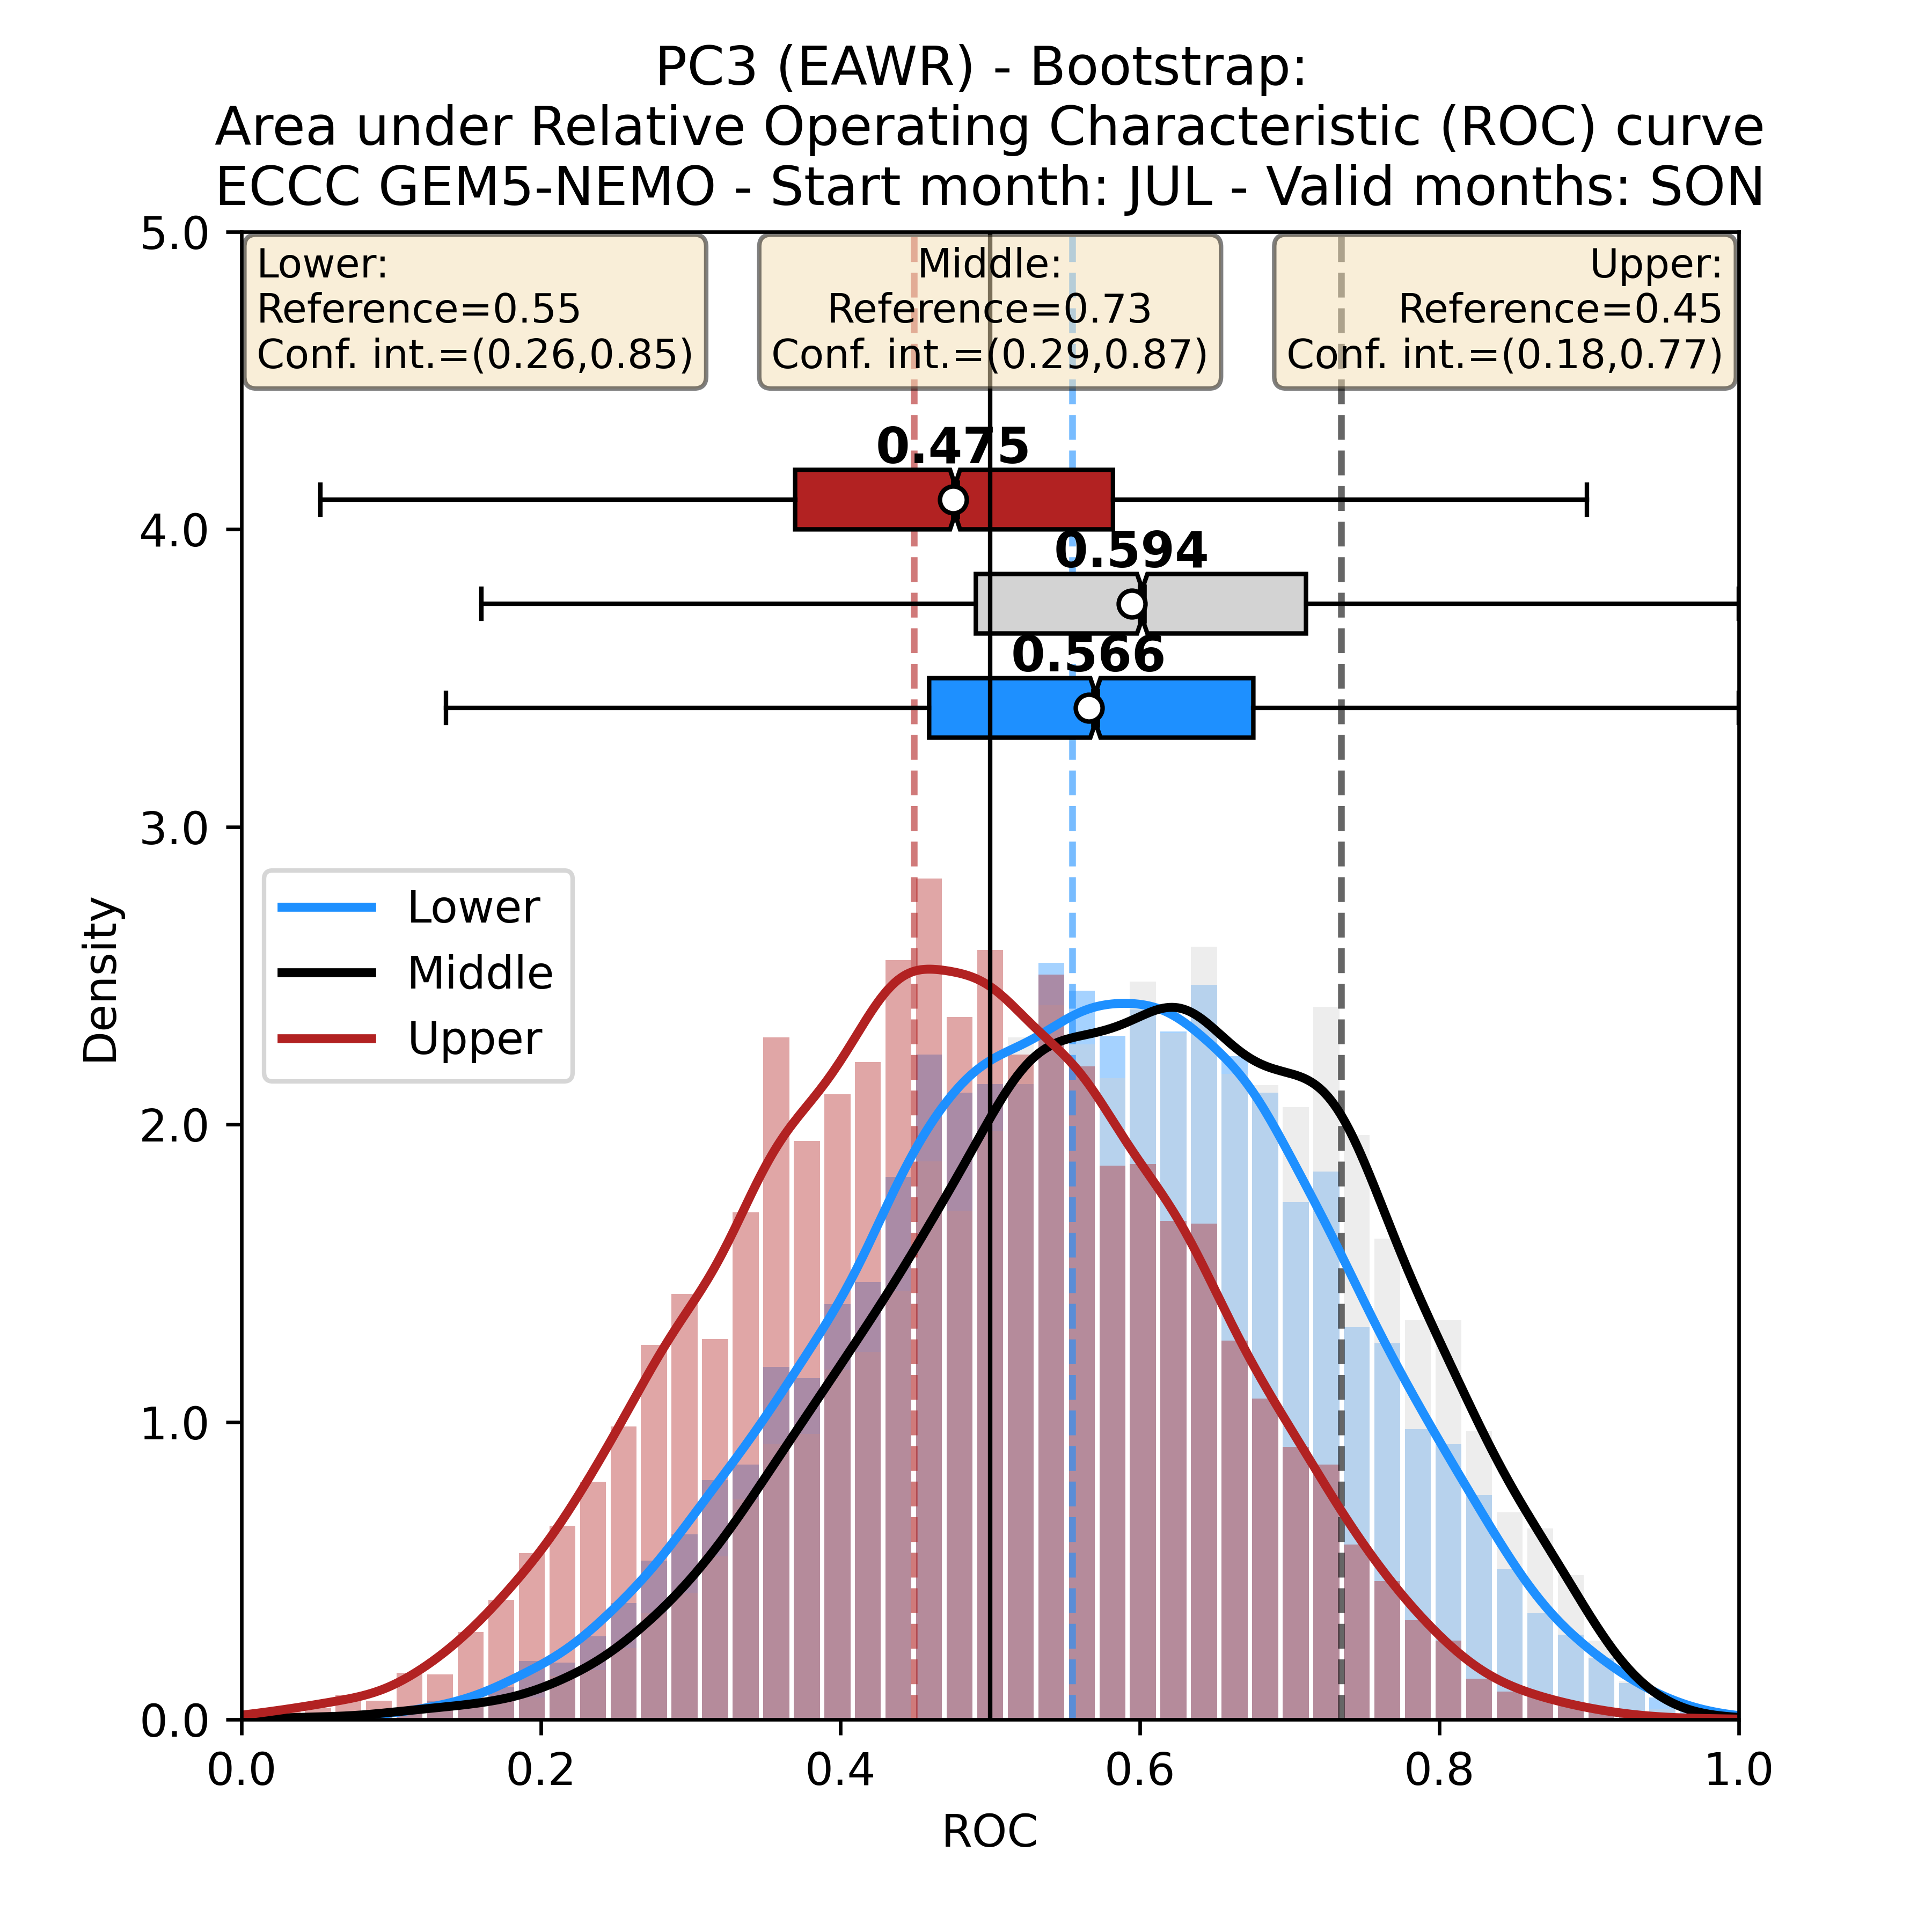 PC3 (EAWR) - Bootstrap:
Area under Relative Operating Characteristic (ROC) curve
ECCC GEM5-NEMO - Start month: JUL - Valid months: SON
Lower:
Reference=0.55
Conf. int.=(0.26,0.85)
Middle:
Reference=0.73
Conf. int.=(0.29,0.87)
Upper:
Reference=0.45
Conf. int.=(0.18,0.77)
0.475
0.594
0.566
Lower
Middle
Upper
Density
5.0
4.0
3.0
2.0
1.0
0.0
0.0
0.2
0.4
0.6
0.8
1.0
ROC